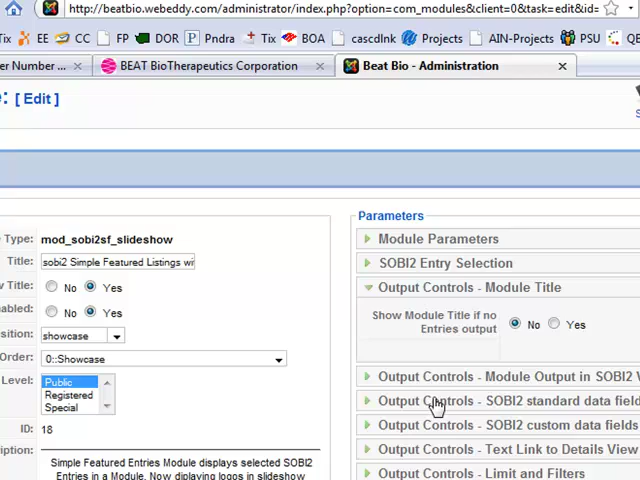 http://beatbio.webeddy.com/administrator/index.php?option=com_modules&client=0&task=edit&id=
Tix EE CC FP DOR Pndra Tix BOA cascdBnk Projects AIN-Projects PSU
er Number ... BEAT BioTherapeutics Corporation Beat Bio - Administration
: [ Edit ]
Parameters
Type: mod_sobi2sf_slideshow
Module Parameters
Title: sobi2 Simple Featured Listings wi
SOBI2 Entry Selection
w Title: No Yes
Output Controls - Module Title
abled: No Yes
Show Module Title if no
Entries output
No Yes
osition: showcase
Order: 0::Showcase
Level: Public
Registered
Special
Output Controls - Module Output in SOBI2 V
Output Controls - SOBI2 standard data field
Output Controls - SOBI2 custom data fields
ID: 18
Output Controls - Text Link to Details View
iption:
Simple Featured Entries Module displays selected SOBI2
Entries in a Module. Now diplaying logos in slideshow
Output Controls - Limit and Filters